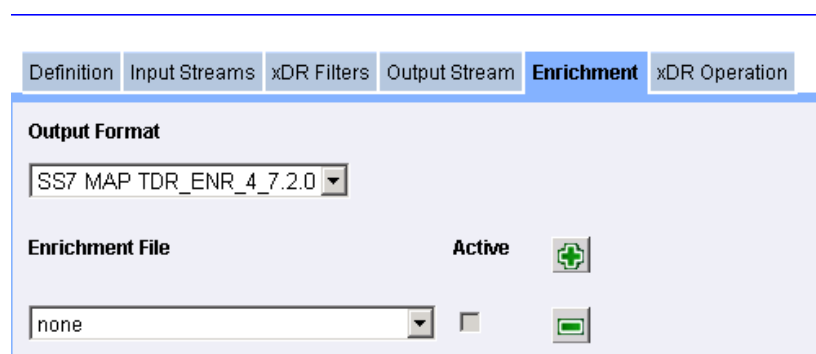 Definition Input Streams xDR Filters Output Stream Enrichment xDR Operation
Output Format
SS7 MAP TDR_ENR_4_7.2.0
Enrichment File Active
none